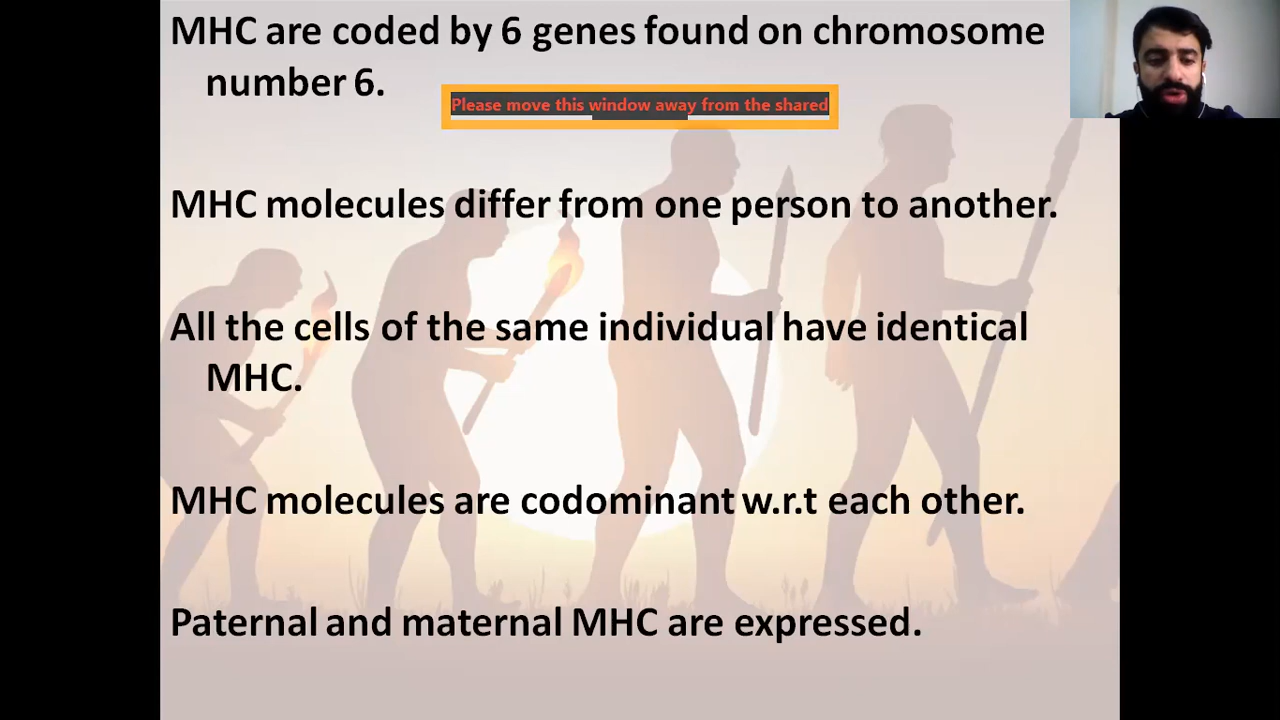 MHC are coded by 6 genes found on chromosome
number 6.
Please move this window away from the shared
MHC molecules differ from one person to another.
All the cells of the same individual have identical
MHC.
MHC molecules are codominant w.r.t each other.
Paternal and maternal MHC are expressed.